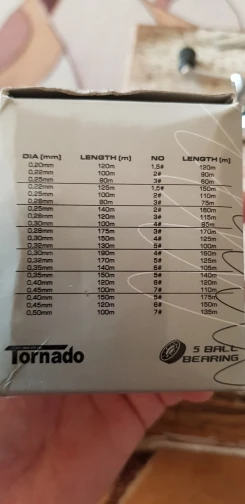 DIA (mm) LENGTH (m) NO LENGTH (m)
0,20mm 120m 1,5# 120m
0,22mm 100m 2# 90m
0,25mm 80m 3# 60m
0,22mm 125m 1,5# 150m
0,25mm 100m 2# 110m
0,28mm 80m 3# 75m
0,25mm 140m 2# 160m
0,28mm 120m 3# 115m
0,30mm 100m 4# 85m
0,28mm 175m 3# 170m
0,30mm 150m 4# 125m
0,32mm 130m 5# 100m
0,30mm 190m 4# 160m
0,32mm 170m 5# 125m
0,35mm 140m 6# 105m
0,35mm 150m 5# 140m
0,40mm 120m 6# 120m
0,45mm 100m 7# 110m
0,40mm 150m 5# 175m
0,45mm 120m 6# 150m
0,50mm 100m 7# 135m
Tornado
5 BALL
BEARING